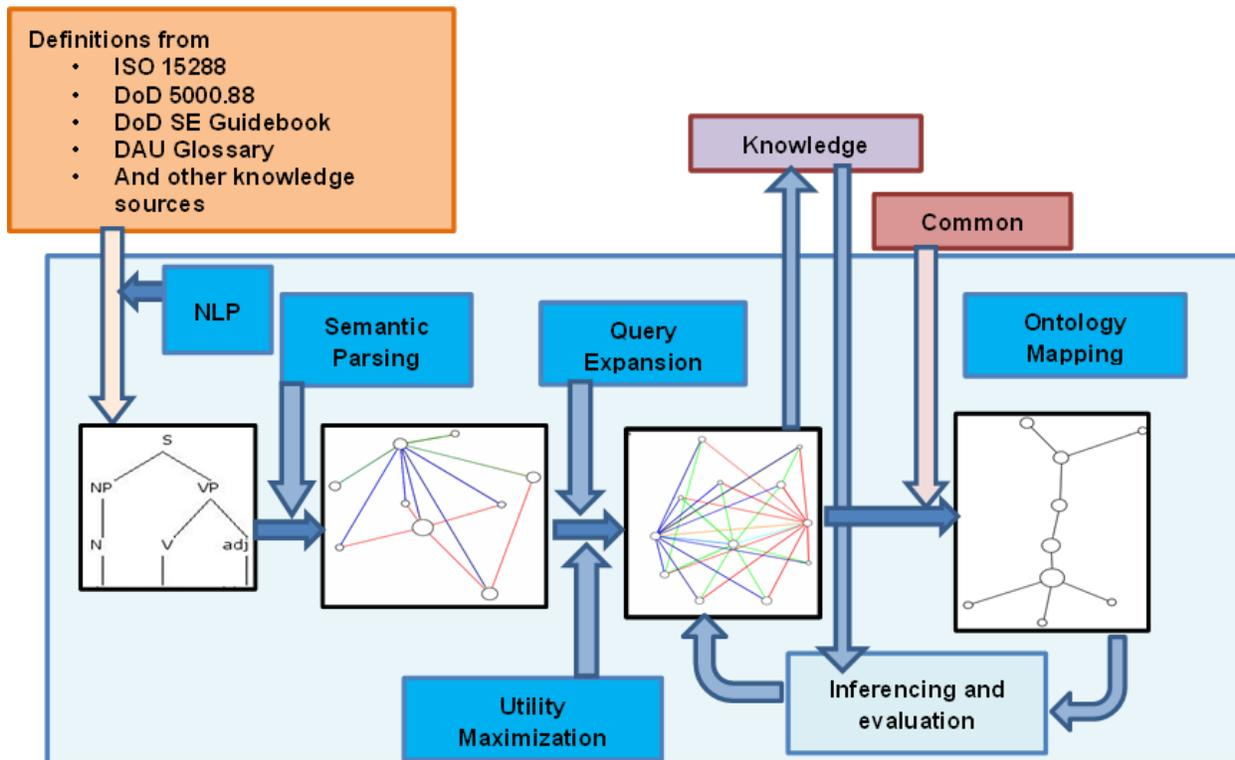 Definitions from
• ISO 15288
• DoD 5000.88
• DoD SE Guidebook
• DAU Glossary
• And other knowledge
sources
Knowledge
Common
NLP
Semantic
Parsing
Query
Expansion
Ontology
Mapping
S
NP VP
N V adj
Utility
Maximization
Inferencing and
evaluation